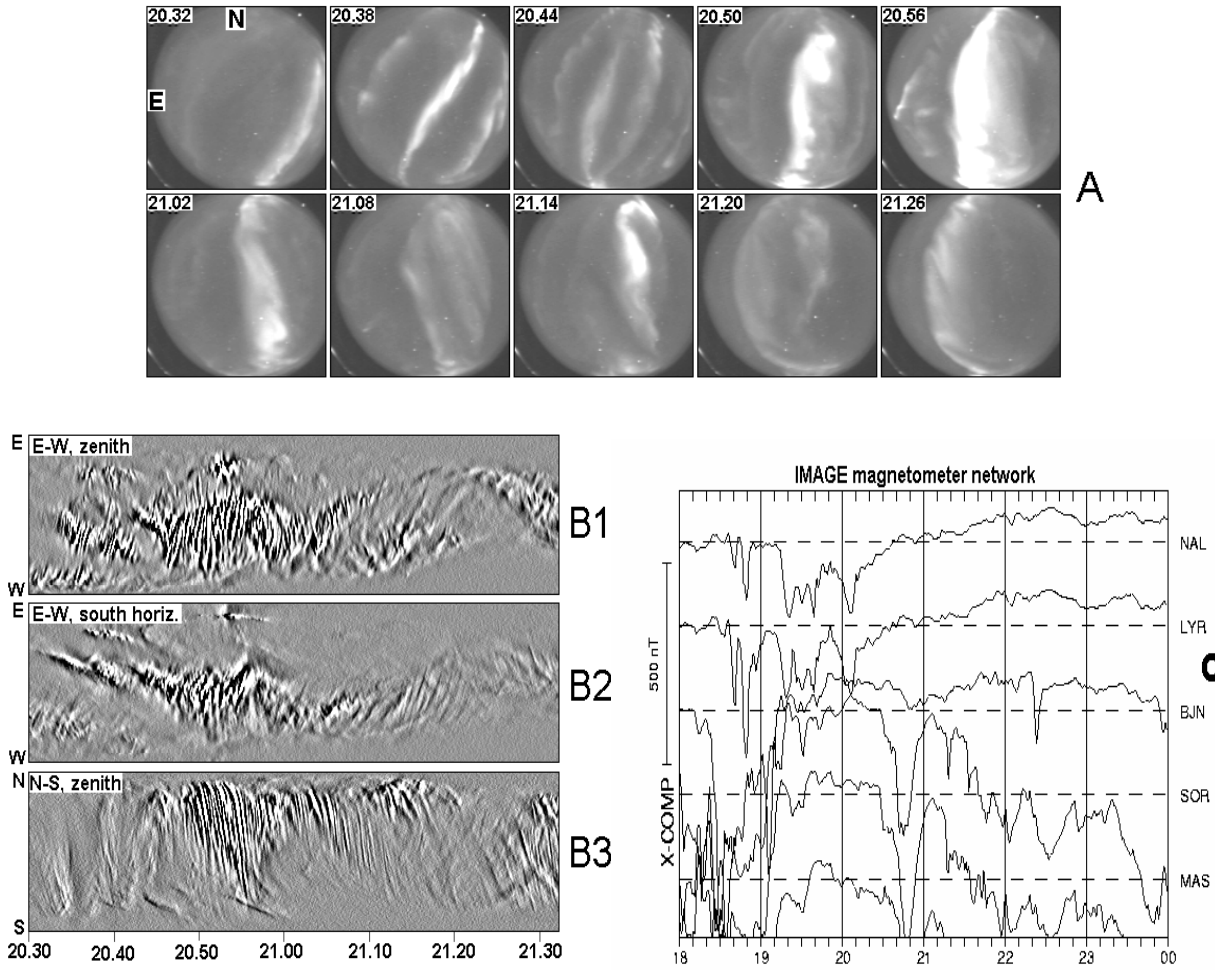 20.32
N
20.38
20.44
20.50
20.56
E
A
21.02
21.08
21.14
21.20
21.26
E
E-W, zenith
W
B1
E
E-W, south horiz.
W
B2
N
N-S, zenith
S
B3
20.30 20.40 20.50 21.00 21.10 21.20 21.30
IMAGE magnetometer network
NAL
LYR
BJN
SOR
MAS
500 nT
X-COMP
18 19 20 21 22 23 00